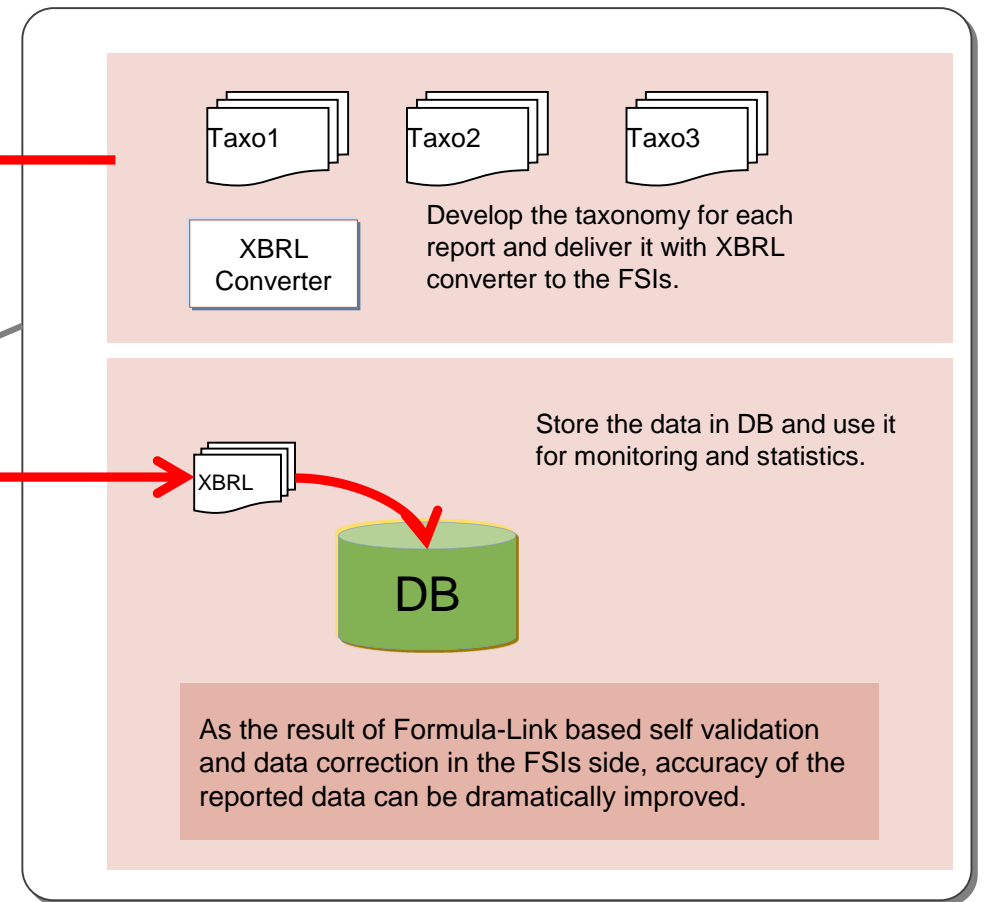 Taxo1
Taxo2
Taxo3
XBRL
Converter
Develop the taxonomy for each
report and deliver it with XBRL
converter to the FSIs.
Store the data in DB and use it
for monitoring and statistics.
XBRL
DB
As the result of Formula-Link based self validation
and data correction in the FSIs side, accuracy of the
reported data can be dramatically improved.